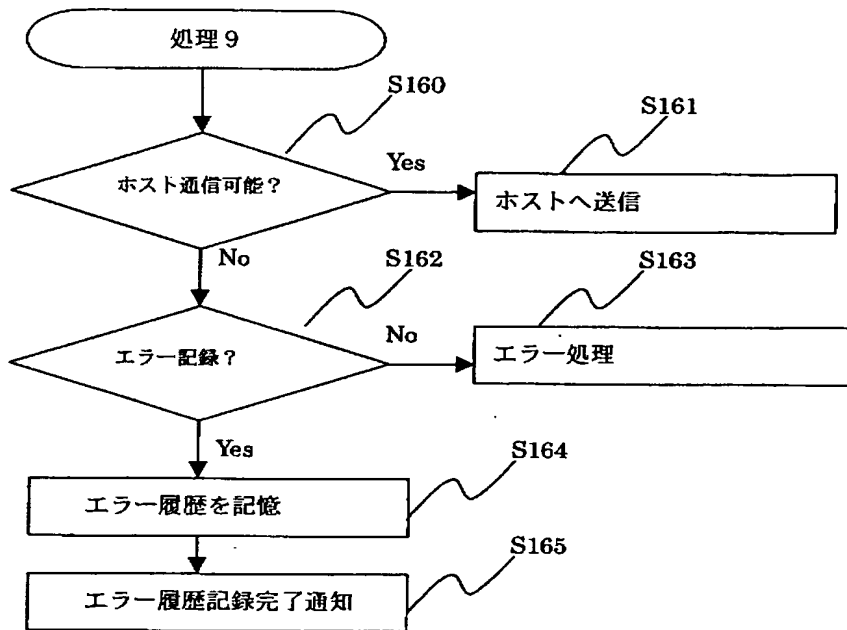 処理9
S160
ホスト通信可能？
Yes
S161
ホストへ送信
No
S162
エラー記録？
No
S163
エラー処理
Yes
S164
エラー履歴を記憶
S165
エラー履歴記録完了通知